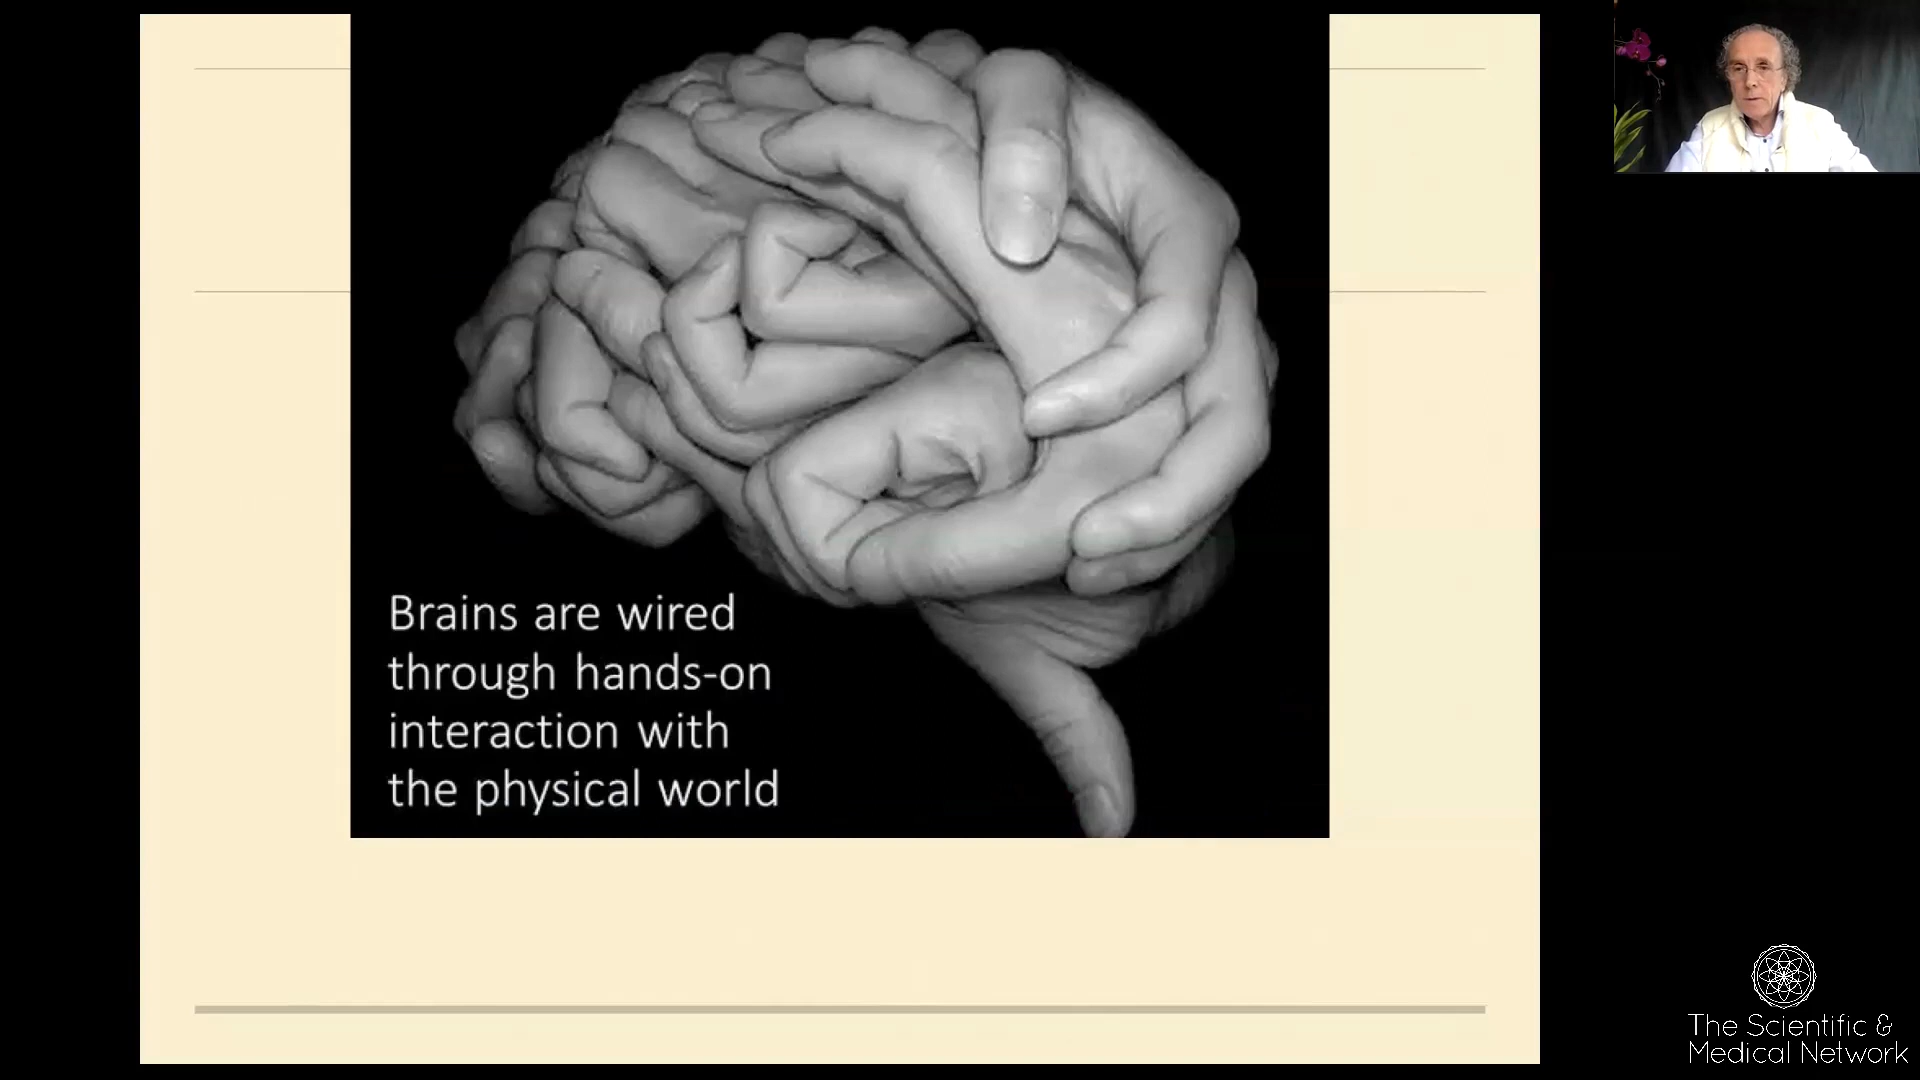 Brains are wired
through hands-on
interaction with
the physical world
The Scientific &
Medical Network